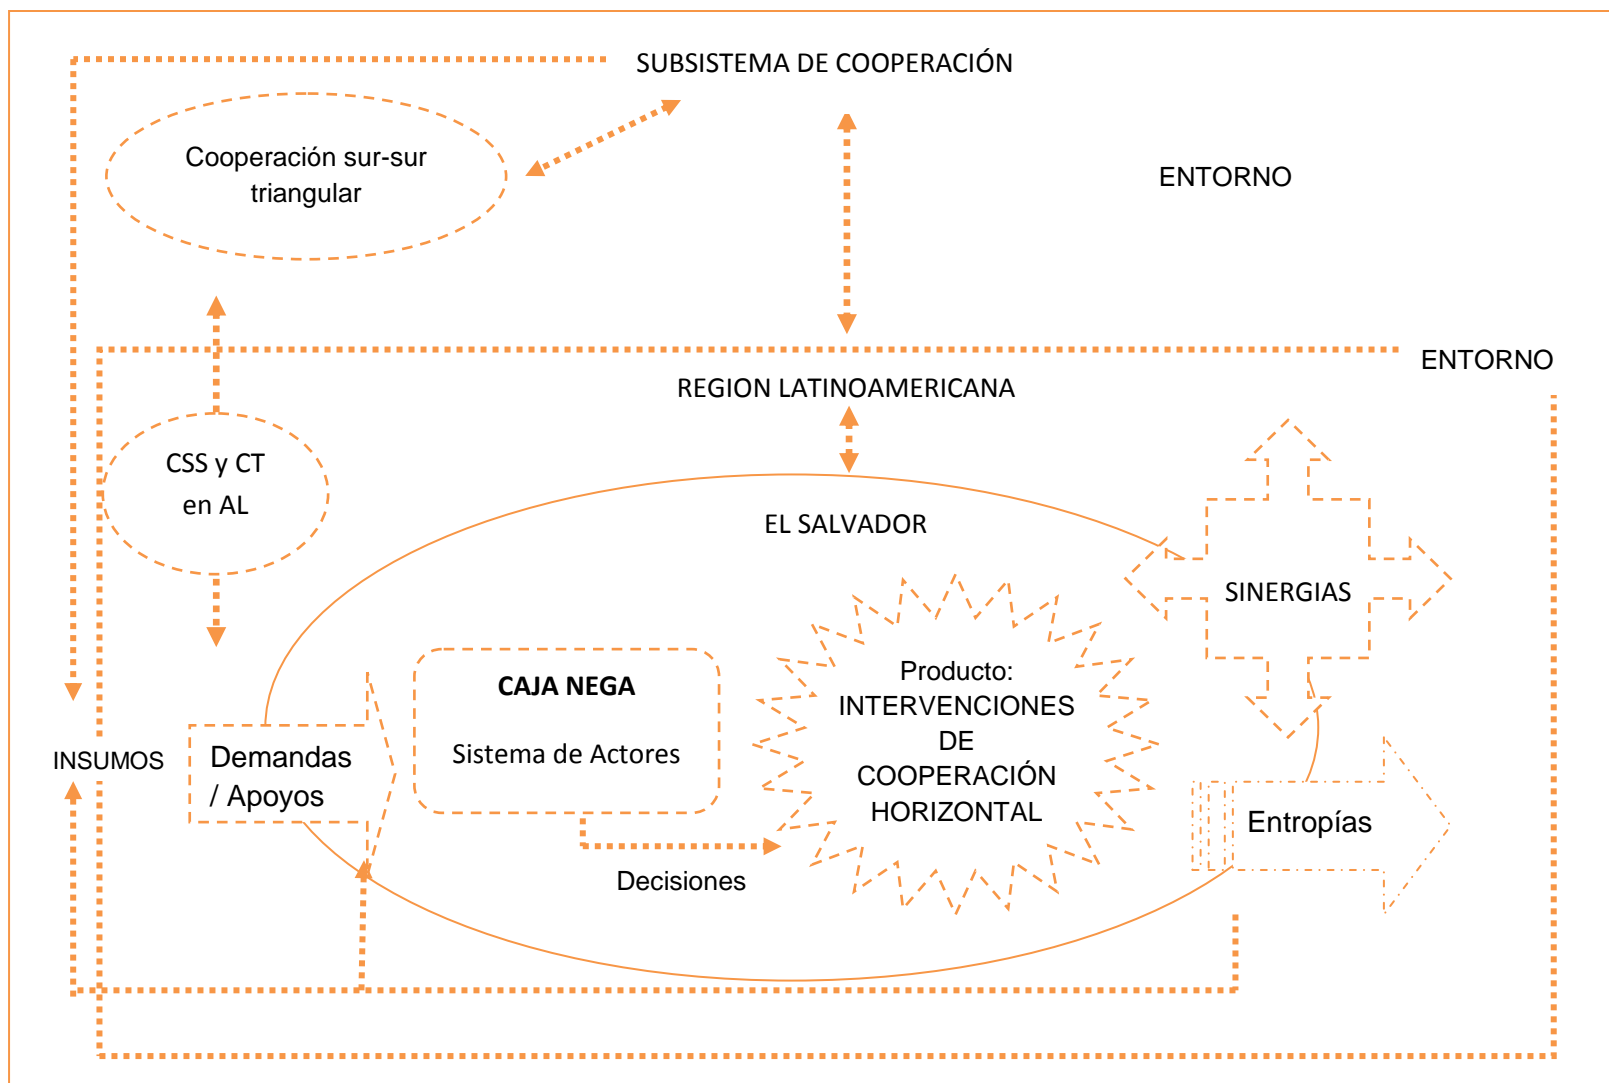 SUBSISTEMA DE COOPERACIÓN
Cooperación sur-sur
triangular
ENTORNO
ENTORNO
REGION LATINOAMERICANA
CSS y CT
en AL
EL SALVADOR
SINERGIAS
CAJA NEGA
Sistema de Actores
Producto:
INTERVENCIONES
DE
COOPERACIÓN
HORIZONTAL
INSUMOS
Demandas
/ Apoyos
Entropías
Decisiones